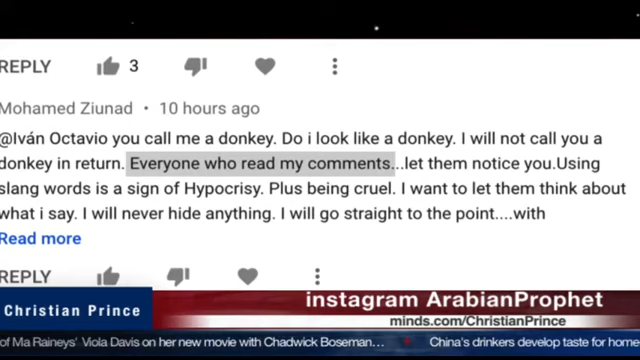 REPLY 3
Mohamed Ziunad • 10 hours ago
@Iván Octavio you call me a donkey. Do i look like a donkey. I will not call you a
donkey in return. Everyone who read my comments...let them notice you.Using
slang words is a sign of Hypocrisy. Plus being cruel. I want to let them think about
what i say. I will never hide anything. I will go straight to the point....with
Read more
REPLY
Christian Prince
instagram ArabianProphet
minds.com/ChristianPrince
of Ma Raineys' Viola Davis on her new movie with Chadwick Boseman... • China's drinkers develop taste for home